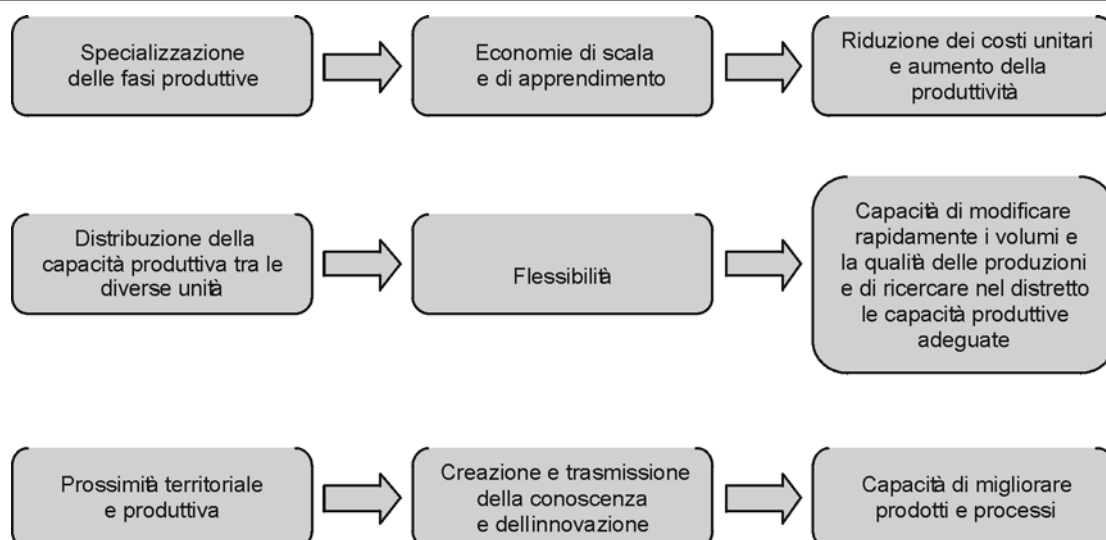 Specializzazione
delle fasi produttive
Economie di scala
e di apprendimento
Riduzione dei costi unitari
e aumento della
produttività
Distribuzione della
capacità produttiva tra le
diverse unità
Flessibilità
Capacità di modificare
rapidamente i volumi e
la qualità delle produzioni
e di ricercare nel distretto
le capacità produttive
adeguate
Prossimità territoriale
e produttiva
Creazione e trasmissione
della conoscenza
e dellinnovazione
Capacità di migliorare
prodotti e processi